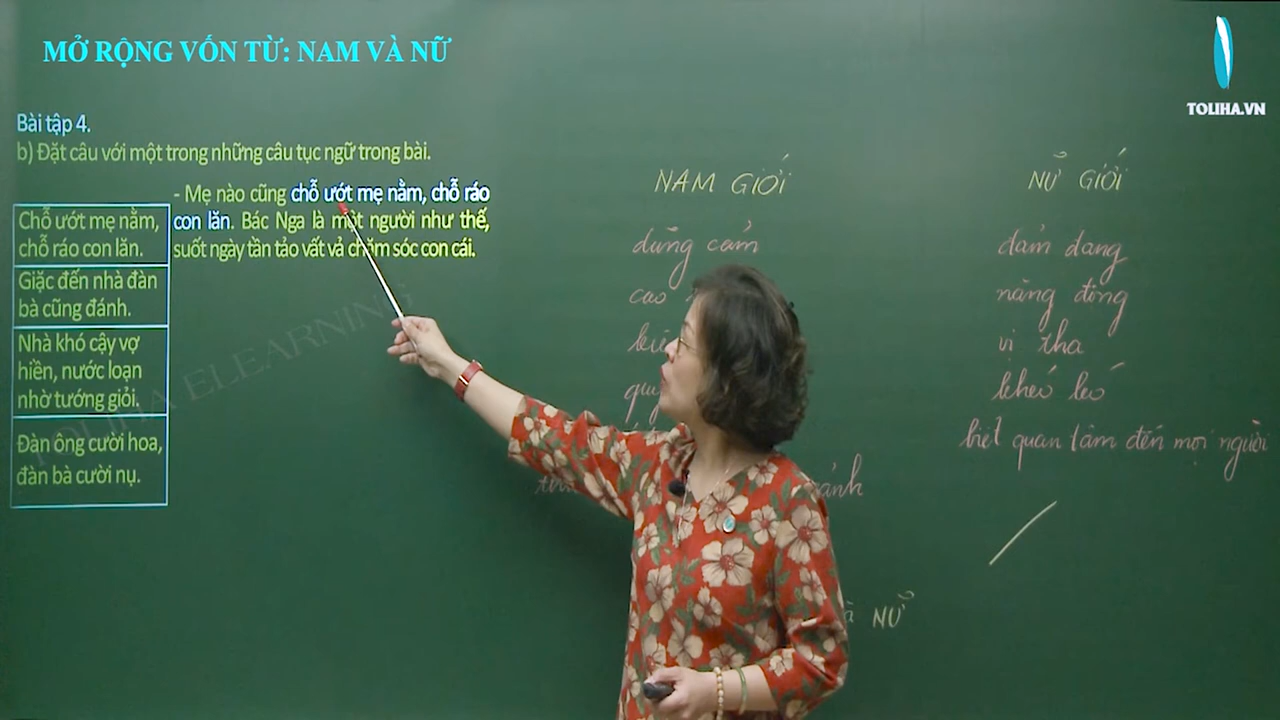 MỞ RỘNG VỐN TỪ: NAM VÀ NỮ
TOLIHA.VN
Bài tập 4.
b) Đặt câu với một trong những câu tục ngữ trong bài.
- Mẹ nào cũng chỗ ướt mẹ nằm, chỗ ráo
con lăn. Bác Nga là một người như thế,
suốt ngày tần tảo vất vả chăm sóc con cái.
Chỗ ướt mẹ nằm,
chỗ ráo con lăn.
Giặc đến nhà đàn
bà cũng đánh.
Nhà khó cậy vợ
hiền, nước loạn
nhờ tướng giỏi.
Đàn ông cười hoa,
đàn bà cười nụ.
TOLIHA ELEARNING
NAM GIỚI
dũng cảm
cao
NỮ GIỚI
đảm đang
năng động
vị tha
khéo léo
biết quan tâm đến mọi người
NỮ